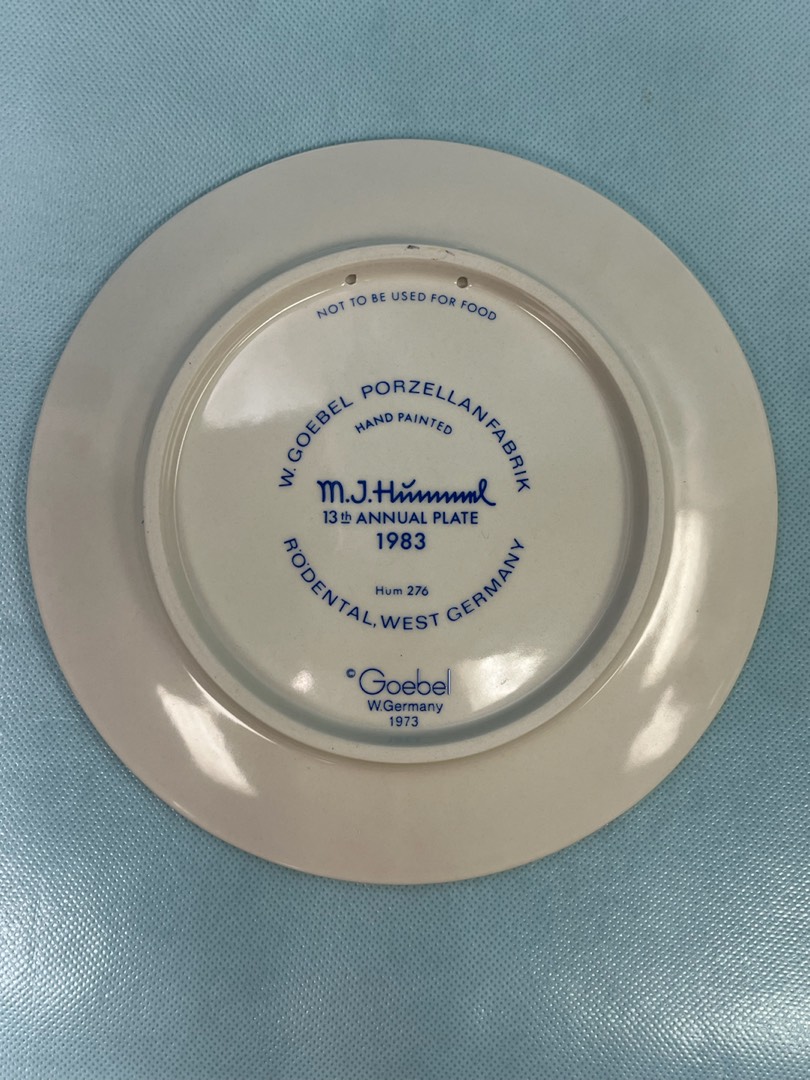 NOT TO BE USED FOR FOOD
W. GOEBEL PORZELLANFABRIK
HAND PAINTED
M.J.Hümmel
13th ANNUAL PLATE
1983
Hum 276
RÖDENTAL, WEST GERMANY
© Goebel
W.Germany
1973